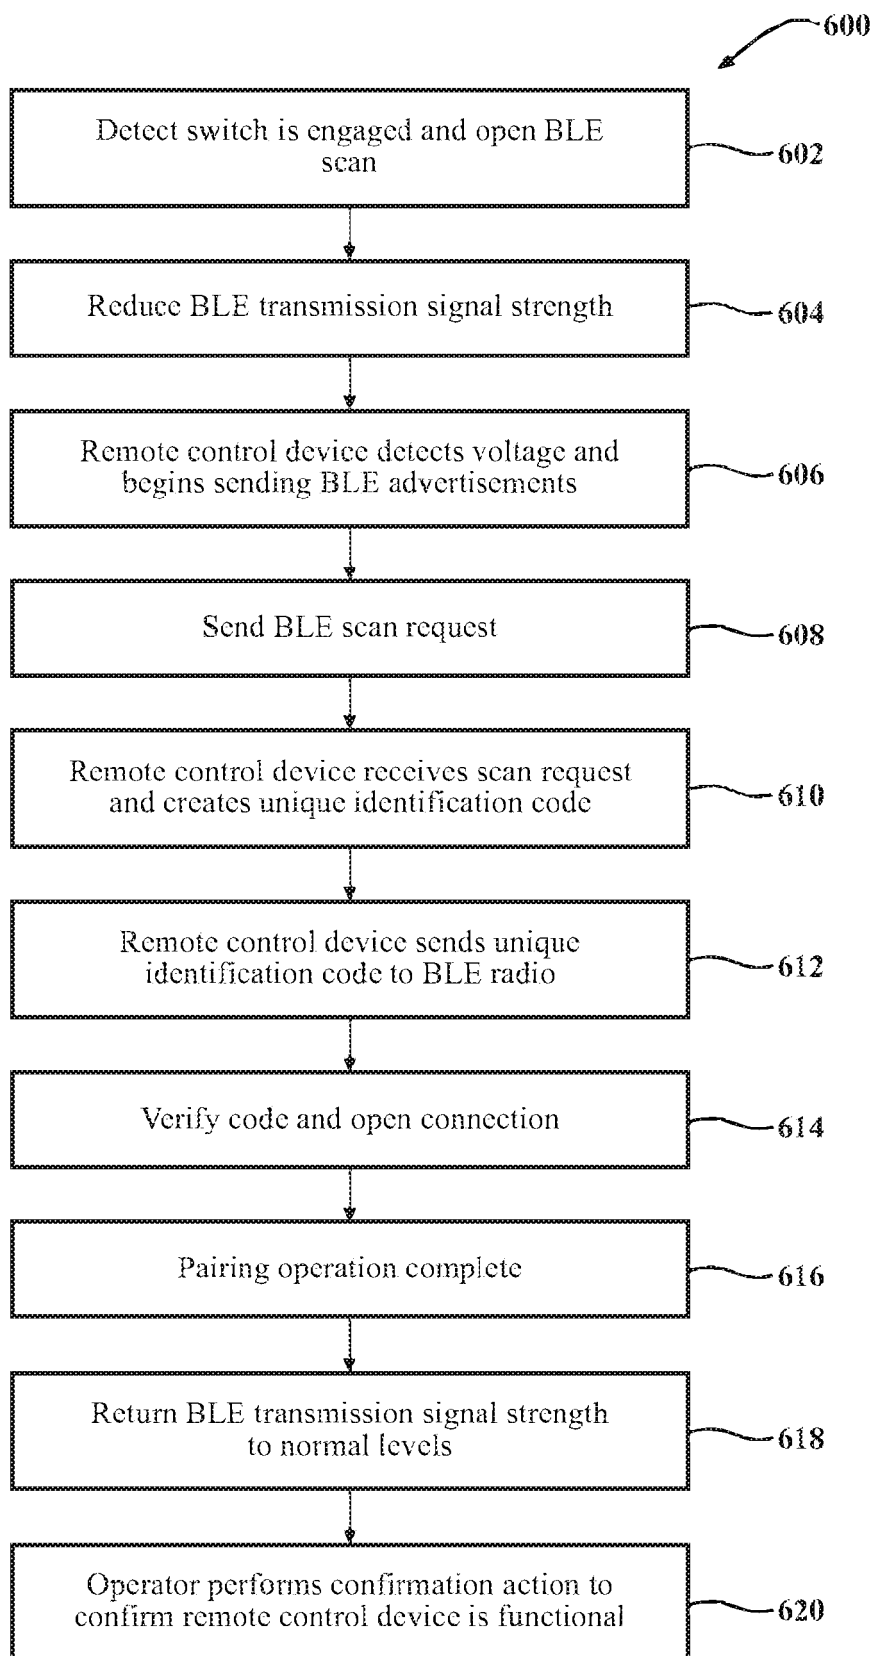 600
Detect switch is engaged and open BLE
scan
602
Reduce BLE transmission signal strength
604
Remote control device detects voltage and
begins sending BLE advertisements
606
Send BLE scan request
608
Remote control device receives scan request
and creates unique identification code
610
Remote control device sends unique
identification code to BLE radio
612
Verify code and open connection
614
Pairing operation complete
616
Return BLE transmission signal strength
to normal levels
618
Operator performs confirmation action to
confirm remote control device is functional
620